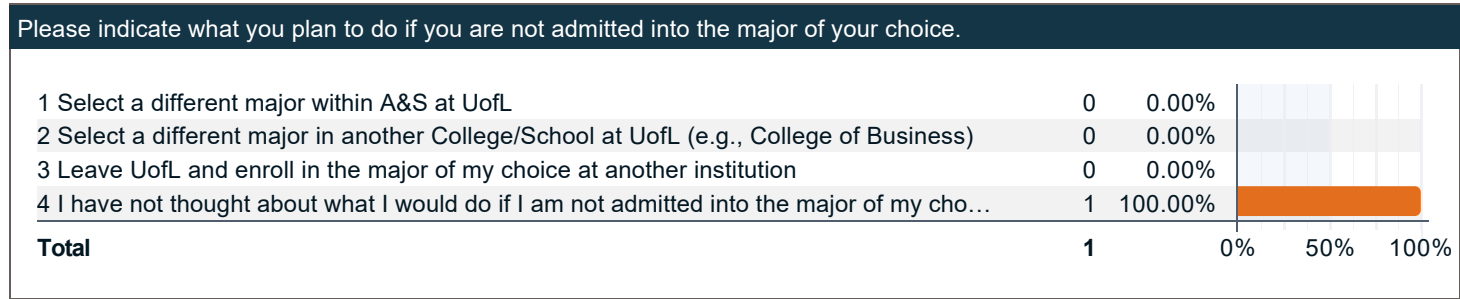 Please indicate what you plan to do if you are not admitted into the major of your choice.
1 Select a different major within A&S at UofL 0 0.00%
2 Select a different major in another College/School at UofL (e.g., College of Business) 0 0.00%
3 Leave UofL and enroll in the major of my choice at another institution 0 0.00%
4 I have not thought about what I would do if I am not admitted into the major of my cho… 1 100.00%
Total 1 0% 50% 100%